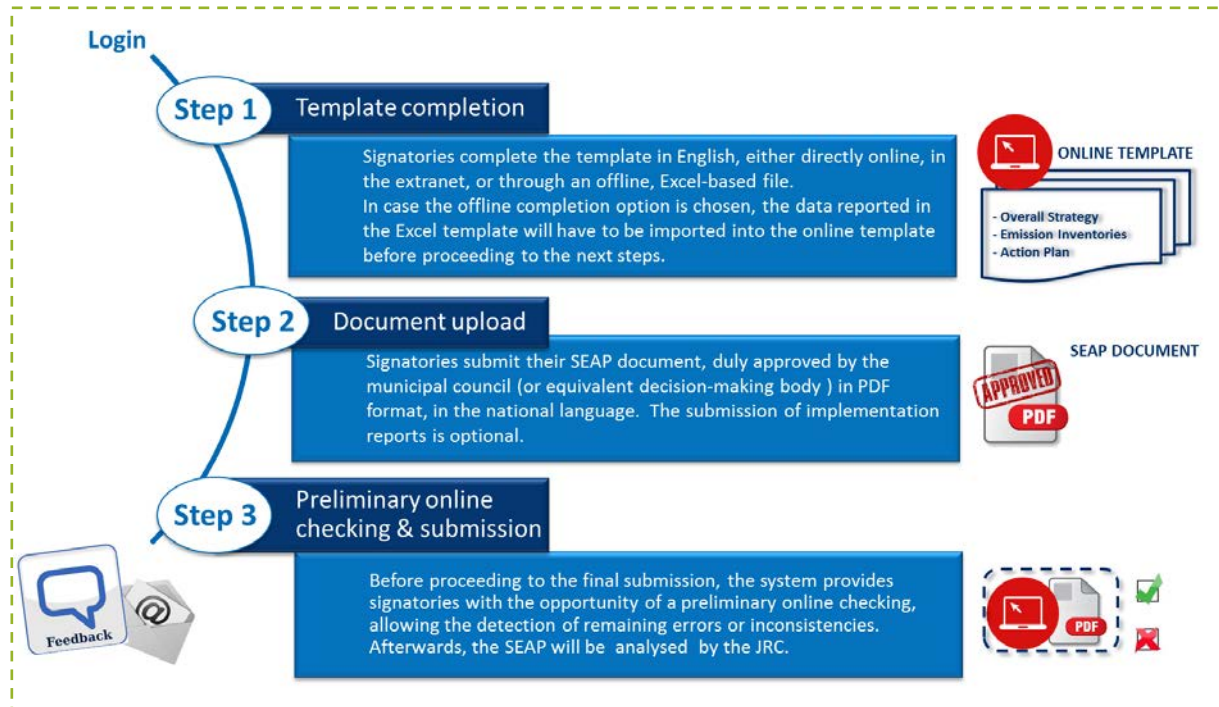 Login
Step 1
Template completion
Signatories complete the template in English, either directly online, in
the extranet, or through an offline, Excel-based file.
In case the offline completion option is chosen, the data reported in
the Excel template will have to be imported into the online template
before proceeding to the next steps.
ONLINE TEMPLATE
- Overall Strategy
- Emission Inventories
- Action Plan
Step 2
Document upload
Signatories submit their SEAP document, duly approved by the
municipal council (or equivalent decision-making body ) in PDF
format, in the national language. The submission of implementation
reports is optional.
SEAP DOCUMENT
APPROVED
PDF
Step 3
Preliminary online
checking & submission
Before proceeding to the final submission, the system provides
signatories with the opportunity of a preliminary online checking,
allowing the detection of remaining errors or inconsistencies.
Afterwards, the SEAP will be analysed by the JRC.
PDF
Feedback
@